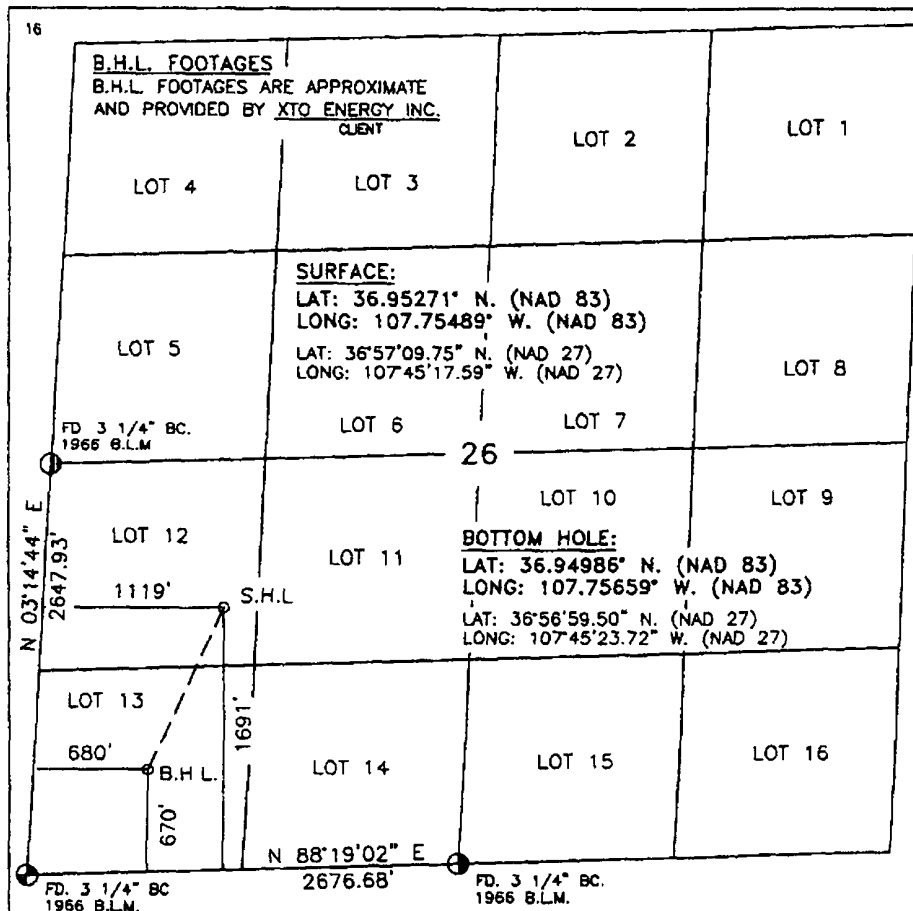 16
B.H.L. FOOTAGES
B.H.L. FOOTAGES ARE APPROXIMATE
AND PROVIDED BY XTO ENERGY INC.
CLIENT
LOT 4
LOT 3
LOT 2
LOT 1
SURFACE:
LAT: 36.95271° N. (NAD 83)
LONG: 107.75489° W. (NAD 83)
LAT: 36°57'09.75" N. (NAD 27)
LONG: 107°45'17.59" W. (NAD 27)
LOT 5
LOT 6
LOT 7
LOT 8
FD. 3 1/4" BC.
1966 B.L.M
26
N 03°14'44" E
2647.93'
LOT 12
LOT 11
LOT 10
LOT 9
BOTTOM HOLE:
LAT: 36.94986° N. (NAD 83)
LONG: 107.75659° W. (NAD 83)
LAT: 36°56'59.50" N. (NAD 27)
LONG: 107°45'23.72" W. (NAD 27)
1119'
S.H.L
LOT 13
1691'
680'
B.H L.
670'
LOT 14
LOT 15
LOT 16
N 88°19'02" E
2676.68'
FD. 3 1/4" BC
1966 B.L.M.
FD. 3 1/4" BC.
1966 B.L.M.